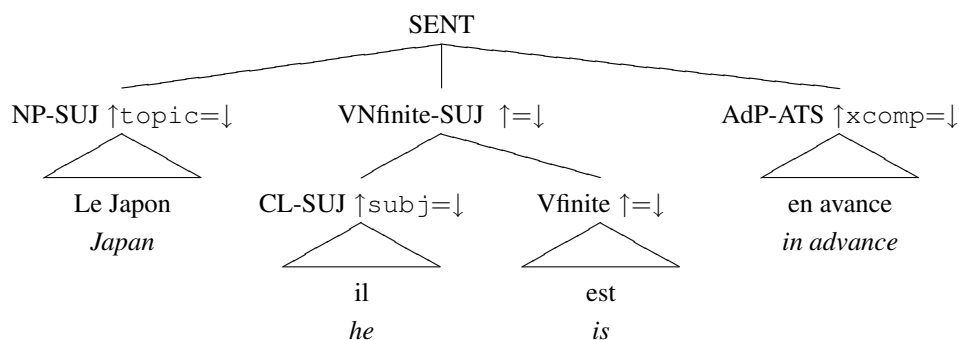 SENT
NP-SUJ ↑topic=↓ VNfinite-SUJ ↑=↓ AdP-ATS ↑xcomp=↓
Le Japon CL-SUJ ↑subj=↓ Vfinite ↑=↓ en avance
Japan in advance
il est
he is